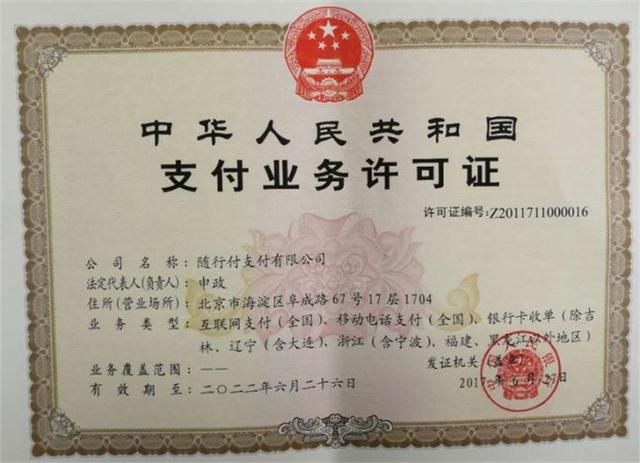 中华人民共和国
支付业务许可证
许可证编号:Z2011711000016
公司名称:随行付支付有限公司
法定代表人(负责人):申政
住所(营业场所):北京市海淀区阜成路67号17层1704
业务类型:互联网支付(全国)、移动电话支付(全国)、银行卡收单(除吉
林、辽宁(含大连)、浙江(含宁波)、福建、黑龙江以外地区)
业务覆盖范围:——
发证机关(盖章)
有效期至:二〇二二年六月二十六日
2017年6月27日